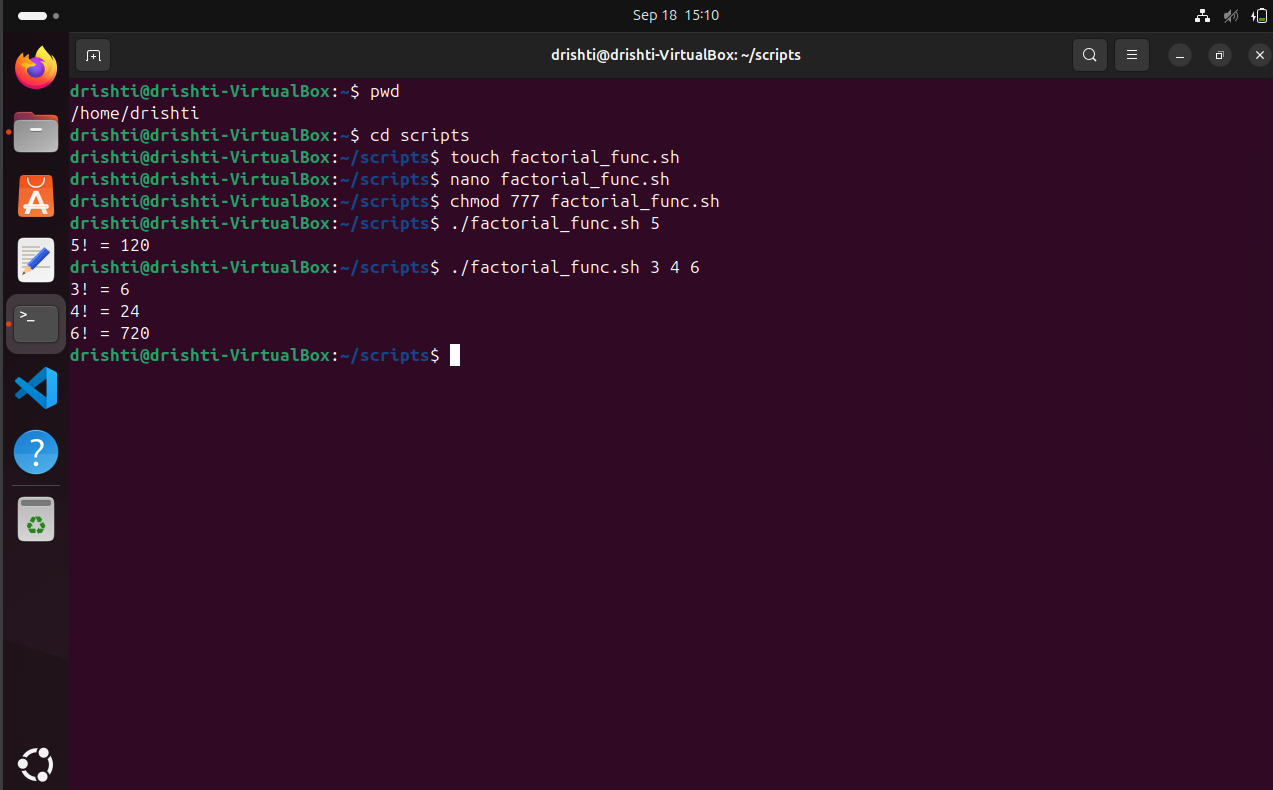 Sep 18 15:10
drishti@drishti-VirtualBox: ~/scripts
drishti@drishti-VirtualBox:~$ pwd
/home/drishti
drishti@drishti-VirtualBox:~$ cd scripts
drishti@drishti-VirtualBox:~/scripts$ touch factorial_func.sh
drishti@drishti-VirtualBox:~/scripts$ nano factorial_func.sh
drishti@drishti-VirtualBox:~/scripts$ chmod 777 factorial_func.sh
drishti@drishti-VirtualBox:~/scripts$ ./factorial_func.sh 5
5! = 120
drishti@drishti-VirtualBox:~/scripts$ ./factorial_func.sh 3 4 6
3! = 6
4! = 24
6! = 720
drishti@drishti-VirtualBox:~/scripts$